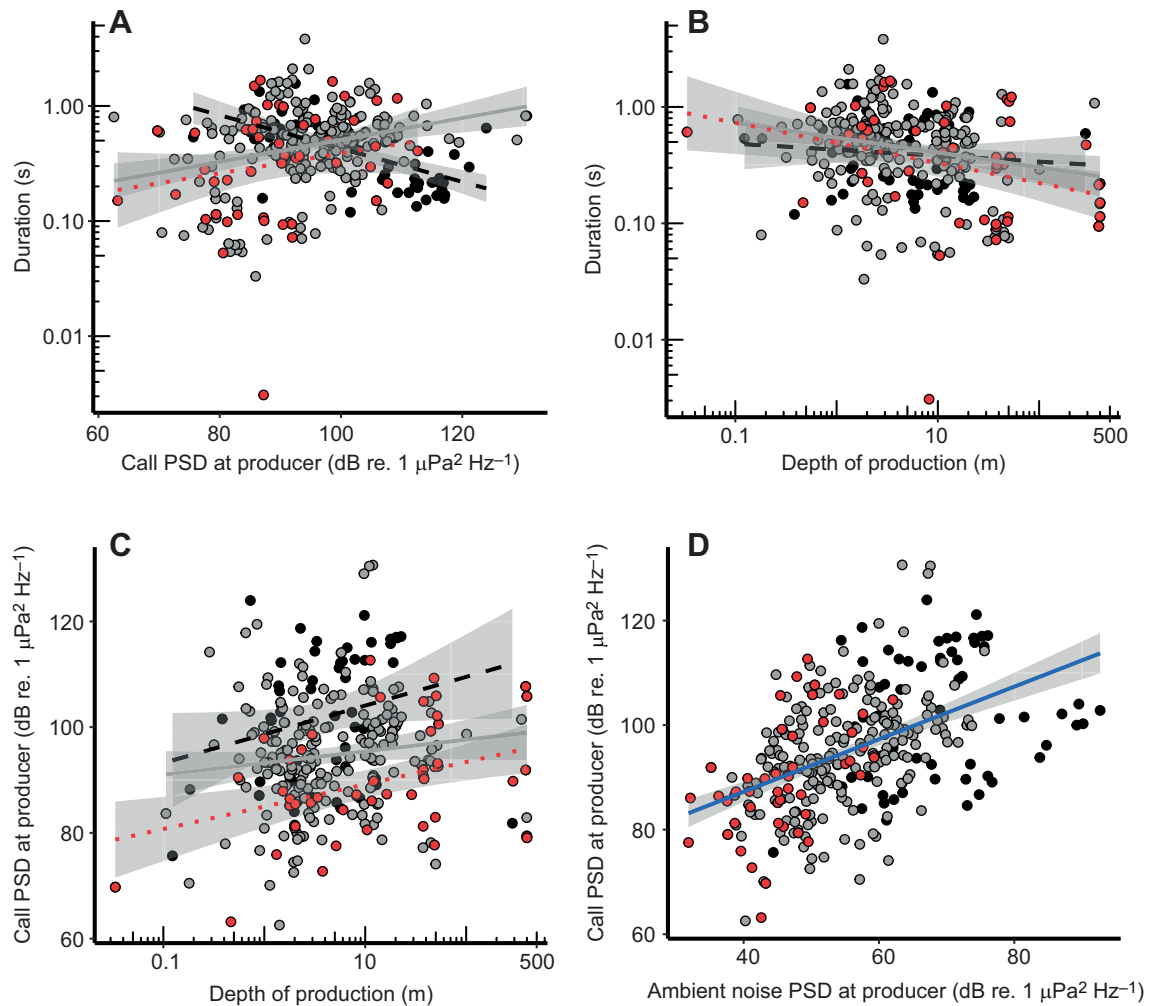 A
Duration (s)
1.00
0.10
0.01
60
80
100
120
Call PSD at producer (dB re. 1 μPa² Hz⁻¹)
B
Duration (s)
1.00
0.10
0.01
0.1
10
500
Depth of production (m)
C
Call PSD at producer (dB re. 1 μPa² Hz⁻¹)
120
100
80
60
0.1
10
500
Depth of production (m)
D
Call PSD at producer (dB re. 1 μPa² Hz⁻¹)
120
100
80
60
40
60
80
Ambient noise PSD at producer (dB re. 1 μPa² Hz⁻¹)